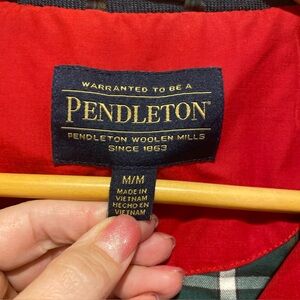 WARRANTED TO BE A
PENDLETON®
PENDLETON WOOLEN MILLS
SINCE 1863
M/M
MADE IN
VIETNAM
HECHO EN
VIETNAM